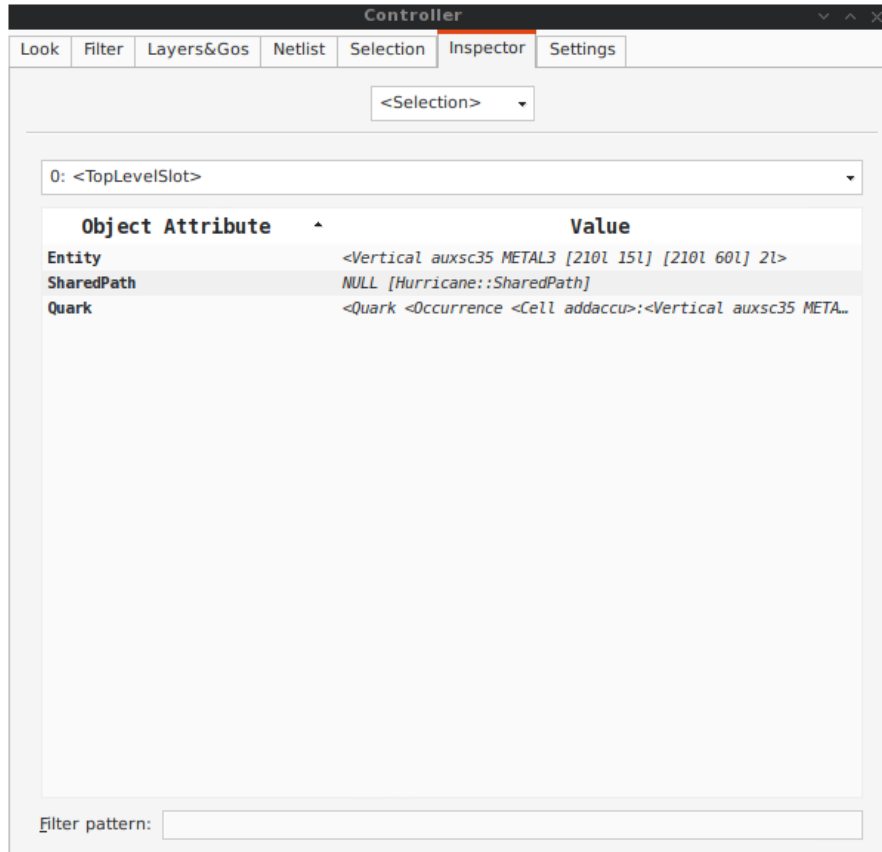 Controller
Look Filter Layers&Gos Netlist Selection Inspector Settings
<Selection>
0: <TopLevelSlot>
Object Attribute Value
Entity <Vertical auxsc35 METAL3 [210l 15l] [210l 60l] 2l>
SharedPath NULL [Hurricane::SharedPath]
Quark <Quark <Occurrence <Cell addaccu>:<Vertical auxsc35 META…
Filter pattern: